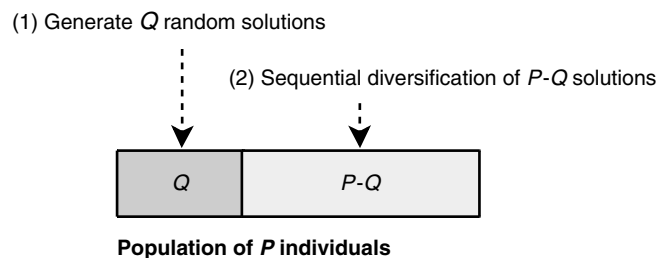 (1) Generate Q random solutions
(2) Sequential diversification of P-Q solutions
Q
P-Q
Population of P individuals